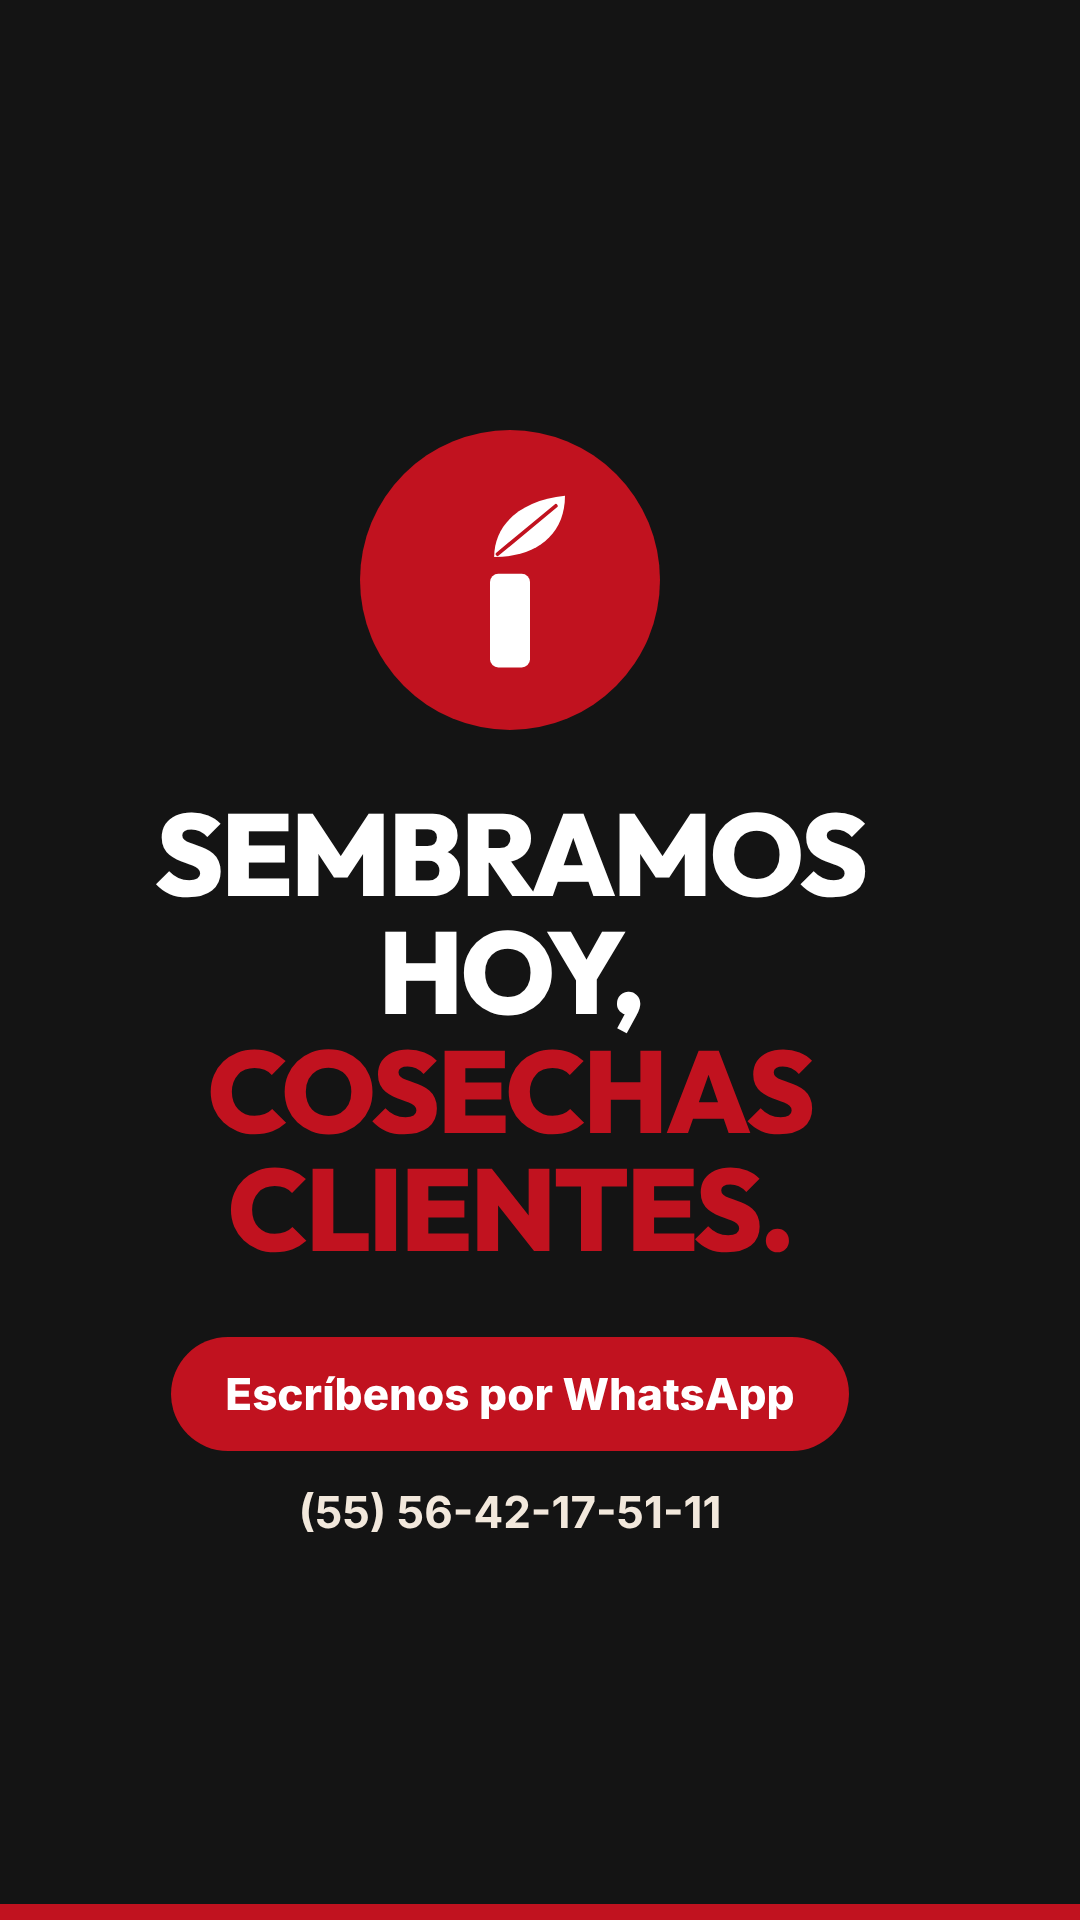 SEMBRAMOS
HOY,
COSECHAS
CLIENTES.
Escríbenos por WhatsApp
(55) 56-42-17-51-11